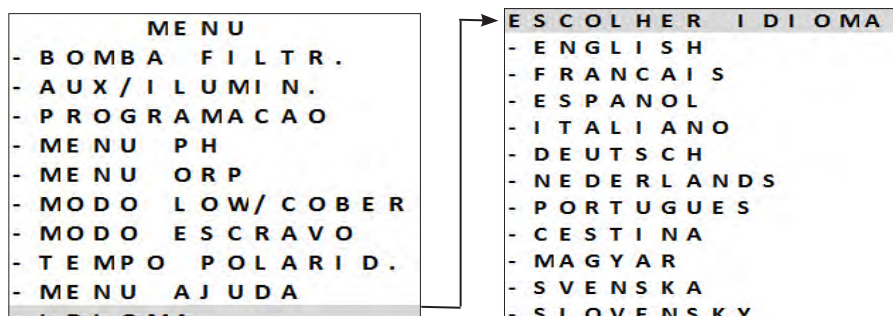 MENU
- BOMBA FILTR.
- AUX/ILUMIN.
- PROGRAMACAO
- MENU PH
- MENU ORP
- MODO LOW/COBER
- MODO ESCRAVO
- TEMPO POLARID.
- MENU AJUDA
ESCOLHER IDIOMA
- ENGLISH
- FRANCAIS
- ESPANOL
- ITALIANO
- DEUTSCH
- NEDERLANDS
- PORTUGUES
- CESTINA
- MAGYAR
- SVENSKA
- SLOVENSKY